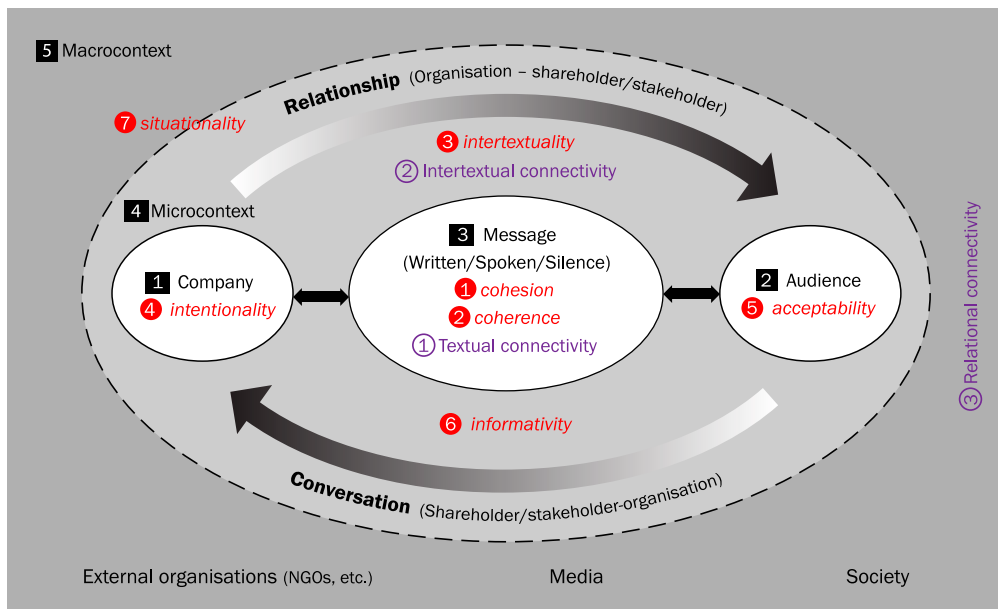 5 Macrocontext
Relationship (Organisation – shareholder/stakeholder)
7 situationality
3 intertextuality
2 Intertextual connectivity
4 Microcontext
1 Company
4 intentionality
3 Message
(Written/Spoken/Silence)
1 cohesion
2 coherence
1 Textual connectivity
2 Audience
5 acceptability
3 Relational connectivity
6 informativity
Conversation (Shareholder/stakeholder-organisation)
External organisations (NGOs, etc.)
Media
Society